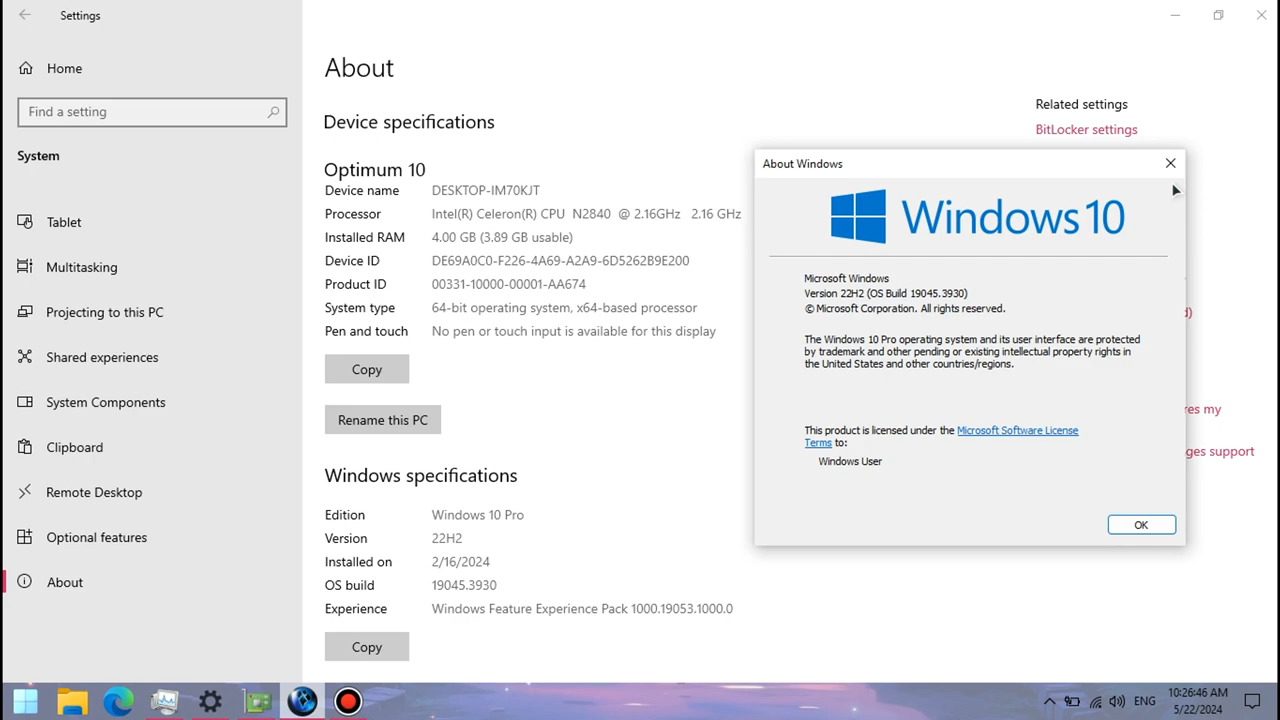 Settings
Home
Find a setting
System
Tablet
Multitasking
Projecting to this PC
Shared experiences
System Components
Clipboard
Remote Desktop
Optional features
About
About
Device specifications
Optimum 10
Device name DESKTOP-IM70KJT
Processor Intel(R) Celeron(R) CPU N2840 @ 2.16GHz 2.16 GHz
Installed RAM 4.00 GB (3.89 GB usable)
Device ID DE69A0C0-F226-4A69-A2A9-6D5262B9E200
Product ID 00331-10000-00001-AA674
System type 64-bit operating system, x64-based processor
Pen and touch No pen or touch input is available for this display
Copy
Rename this PC
Windows specifications
Edition Windows 10 Pro
Version 22H2
Installed on 2/16/2024
OS build 19045.3930
Experience Windows Feature Experience Pack 1000.19053.1000.0
Copy
Related settings
BitLocker settings
d)
res my
ges support
About Windows
Windows 10
Microsoft Windows
Version 22H2 (OS Build 19045.3930)
© Microsoft Corporation. All rights reserved.
The Windows 10 Pro operating system and its user interface are protected
by trademark and other pending or existing intellectual property rights in
the United States and other countries/regions.
This product is licensed under the Microsoft Software License
Terms to:
Windows User
OK
ENG
10:26:46 AM
5/22/2024